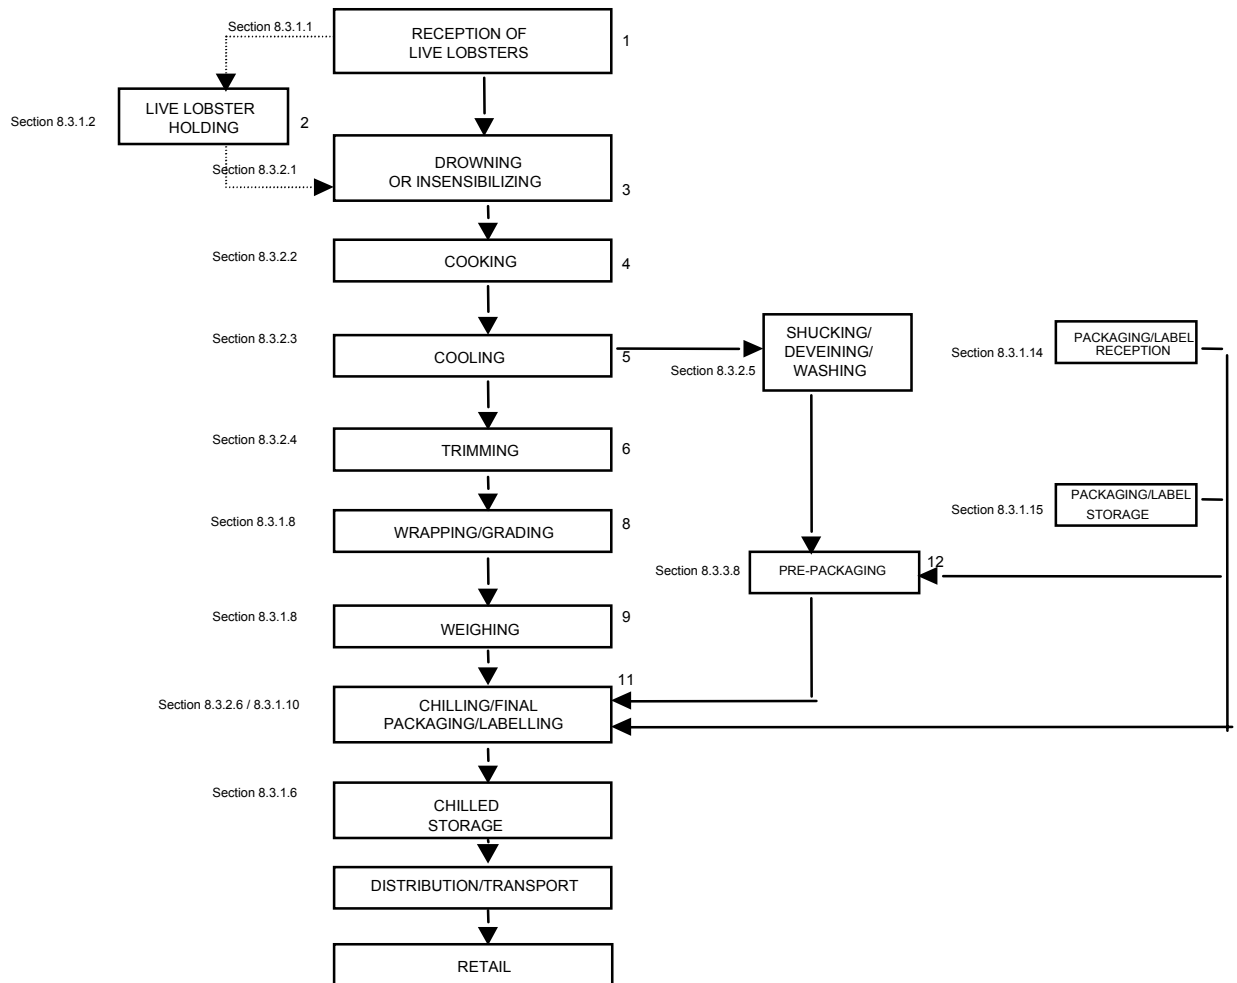 Section 8.3.1.1
RECEPTION OF
LIVE LOBSTERS
1
Section 8.3.1.2
LIVE LOBSTER
HOLDING
2
Section 8.3.2.1
DROWNING
OR INSENSIBILIZING
3
Section 8.3.2.2
COOKING
4
Section 8.3.2.3
COOLING
5
Section 8.3.2.5
SHUCKING/
DEVEINING/
WASHING
Section 8.3.1.14
PACKAGING/LABEL
RECEPTION
Section 8.3.2.4
TRIMMING
6
Section 8.3.1.8
WRAPPING/GRADING
8
Section 8.3.1.15
PACKAGING/LABEL
STORAGE
Section 8.3.3.8
PRE-PACKAGING
12
Section 8.3.1.8
WEIGHING
9
Section 8.3.2.6 / 8.3.1.10
CHILLING/FINAL
PACKAGING/LABELLING
11
Section 8.3.1.6
CHILLED
STORAGE
DISTRIBUTION/TRANSPORT
RETAIL